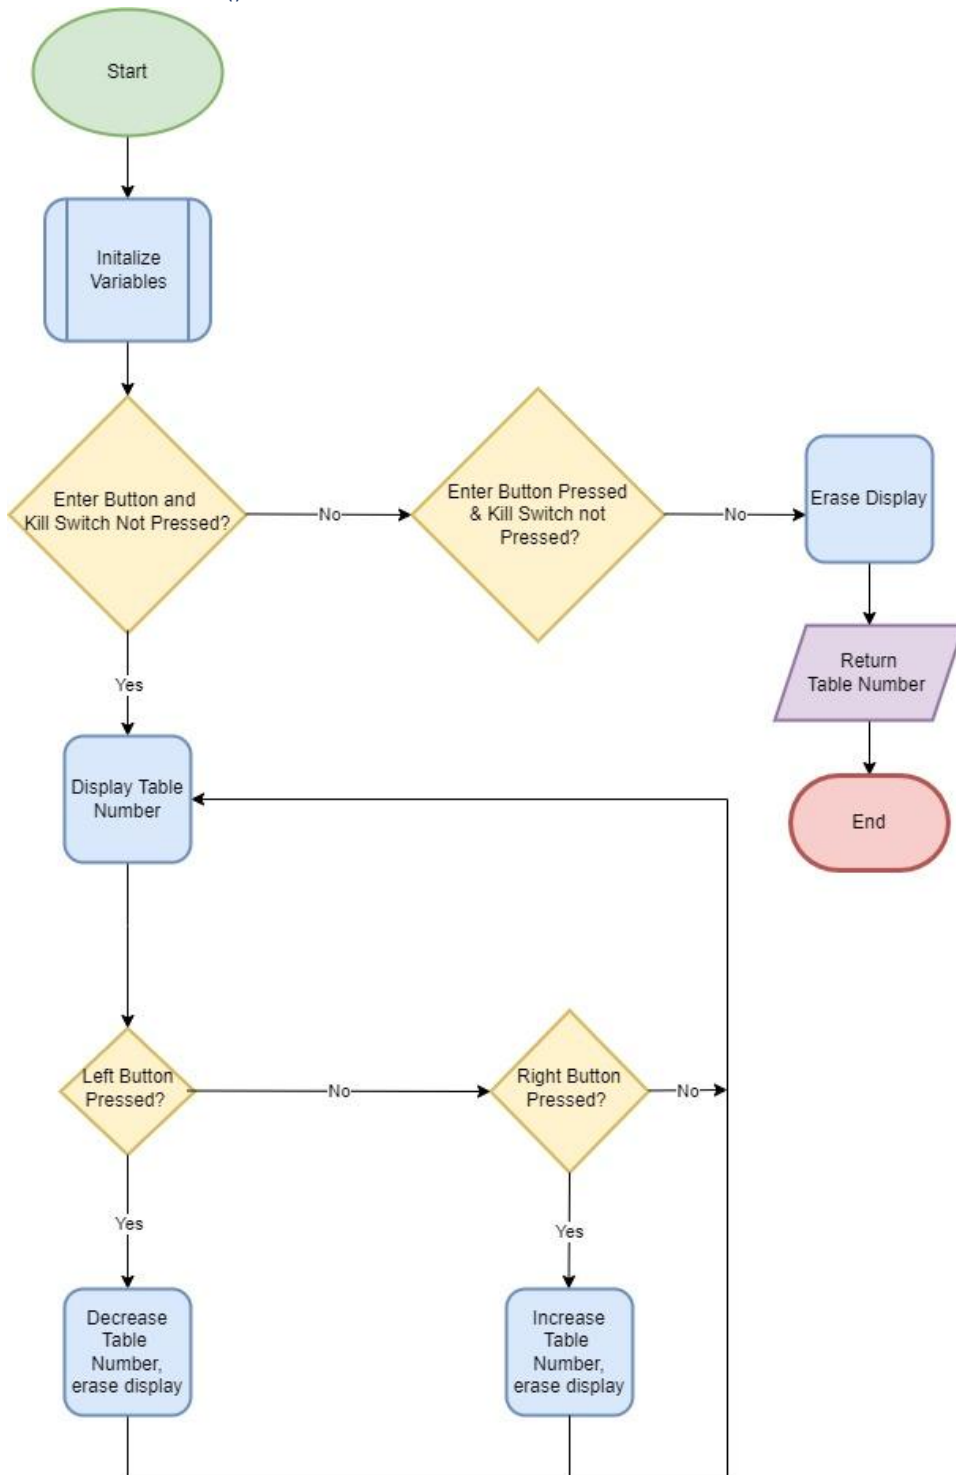 Start
Initalize
Variables
Enter Button and
Kill Switch Not Pressed?
No
Enter Button Pressed
& Kill Switch not
Pressed?
No
Erase Display
Return
Table Number
End
Yes
Display Table
Number
Left Button
Pressed?
No
Right Button
Pressed?
No
Yes
Yes
Decrease
Table
Number,
erase display
Increase
Table
Number,
erase display